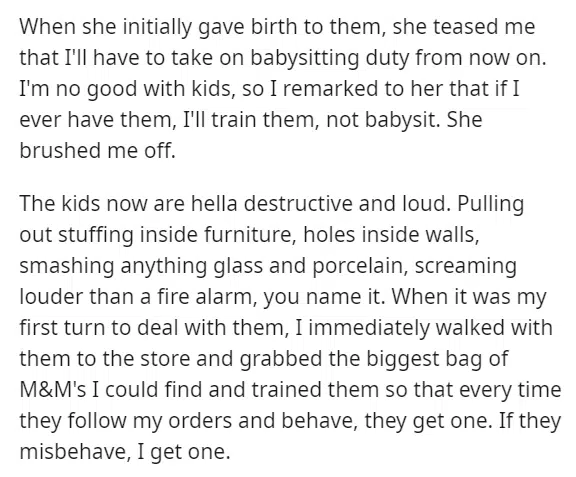 When she initially gave birth to them, she teased me
that I'll have to take on babysitting duty from now on.
I'm no good with kids, so I remarked to her that if I
ever have them, I'll train them, not babysit. She
brushed me off.
The kids now are hella destructive and loud. Pulling
out stuffing inside furniture, holes inside walls,
smashing anything glass and porcelain, screaming
louder than a fire alarm, you name it. When it was my
first turn to deal with them, I immediately walked with
them to the store and grabbed the biggest bag of
M&M's I could find and trained them so that every time
they follow my orders and behave, they get one. If they
misbehave, I get one.